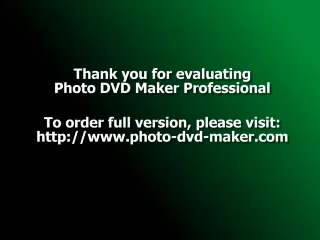 Thank you for evaluating
Photo DVD Maker Professional
To order full version, please visit:
http://www.photo-dvd-maker.com